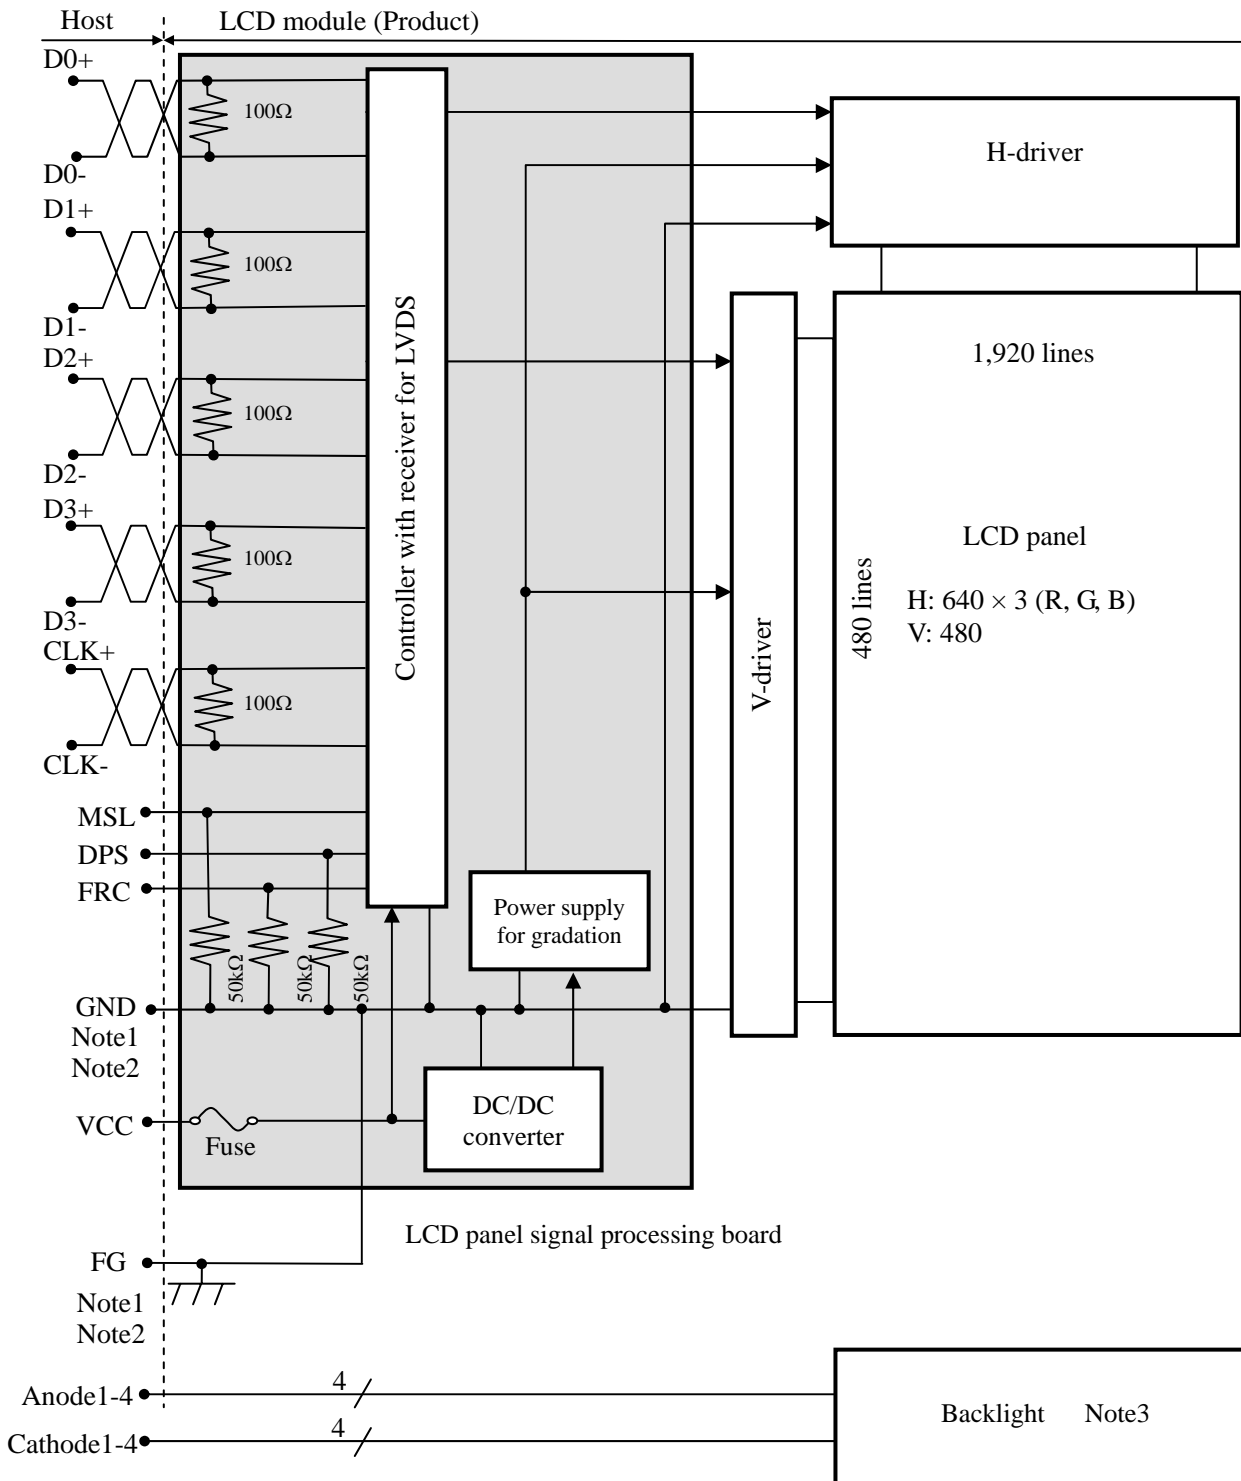 Host
LCD module (Product)
D0+
100Ω
D0-
H-driver
D1+
100Ω
D1-
D2+
100Ω
D2-
D3+
100Ω
D3-
CLK+
100Ω
CLK-
Controller with receiver for LVDS
1,920 lines
480 lines
LCD panel
H: 640 × 3 (R, G, B)
V: 480
V-driver
MSL
DPS
FRC
50kΩ
50kΩ
50kΩ
Power supply
for gradation
GND
Note1
Note2
VCC
Fuse
DC/DC
converter
LCD panel signal processing board
FG
Note1
Note2
Anode1-4
4
Cathode1-4
4
Backlight Note3